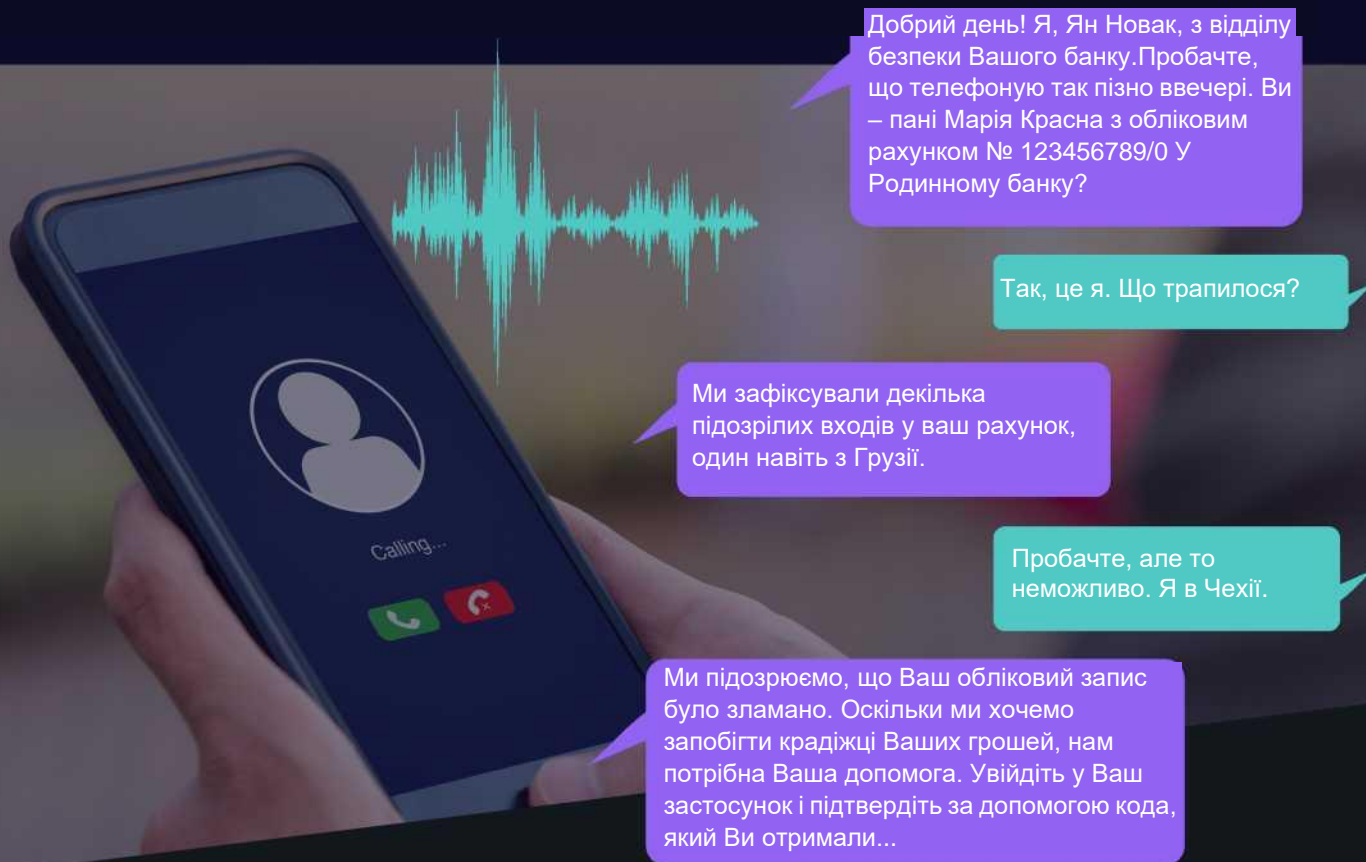 Добрий день! Я, Ян Новак, з відділу
безпеки Вашого банку.Пробачте,
що телефоную так пізно ввечері. Ви
– пані Марія Красна з обліковим
рахунком № 123456789/0 У
Родинному банку?
Так, це я. Що трапилося?
Ми зафіксували декілька
підозрілих входів у ваш рахунок,
один навіть з Грузії.
Calling...
Пробачте, але то
неможливо. Я в Чехії.
Ми підозрюємо, що Ваш обліковий запис
було зламано. Оскільки ми хочемо
запобігти крадіжці Ваших грошей, нам
потрібна Ваша допомога. Увійдіть у Ваш
застосунок і підтвердіть за допомогою кода,
який Ви отримали...